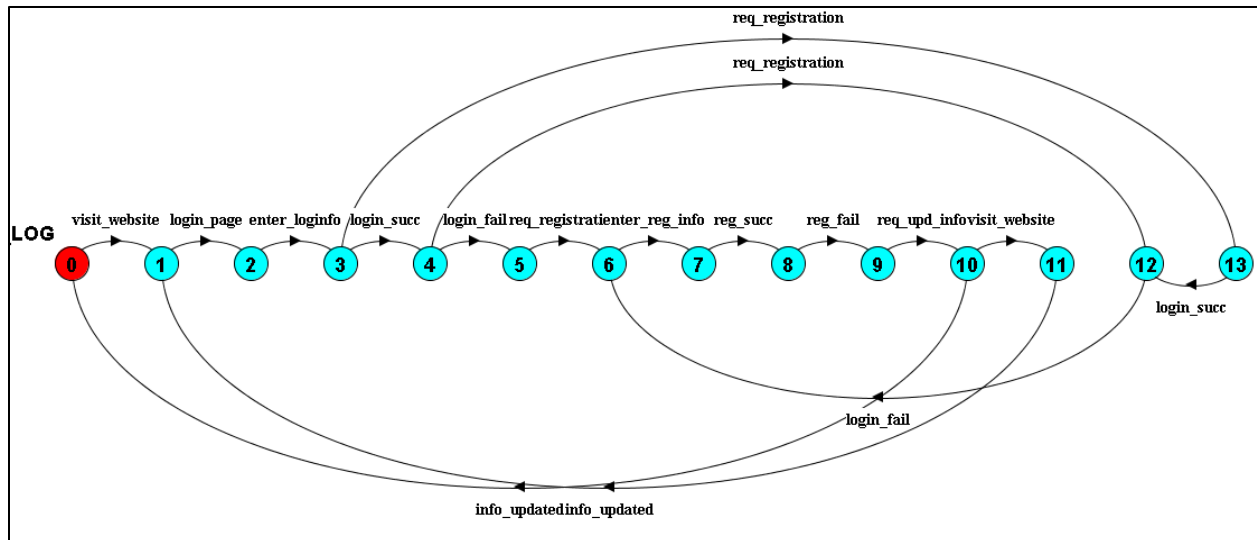 req_registration
req_registration
visit_website login_page enter_loginfo login_succ login_fail req_registrati enter_reg_info reg_succ reg_fail req_upd_info visit_website
LOG
0 1 2 3 4 5 6 7 8 9 10 11 12 13
login_succ
login_fail
info_updated info_updated